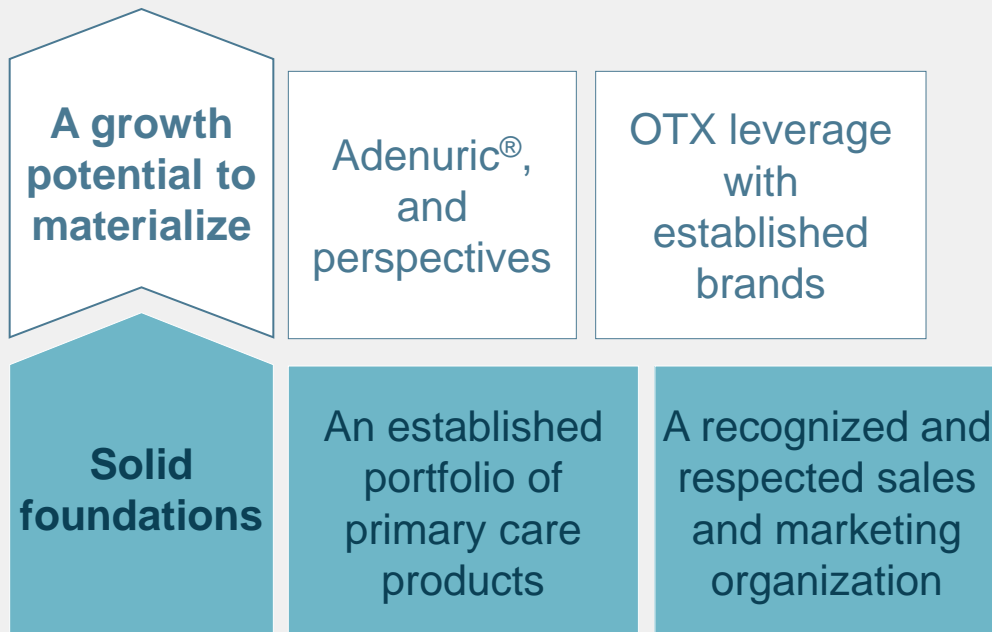 A growth
potential to
materialize
Adenuric®,
and
perspectives
OTX leverage
with
established
brands
Solid
foundations
An established
portfolio of
primary care
products
A recognized and
respected sales
and marketing
organization